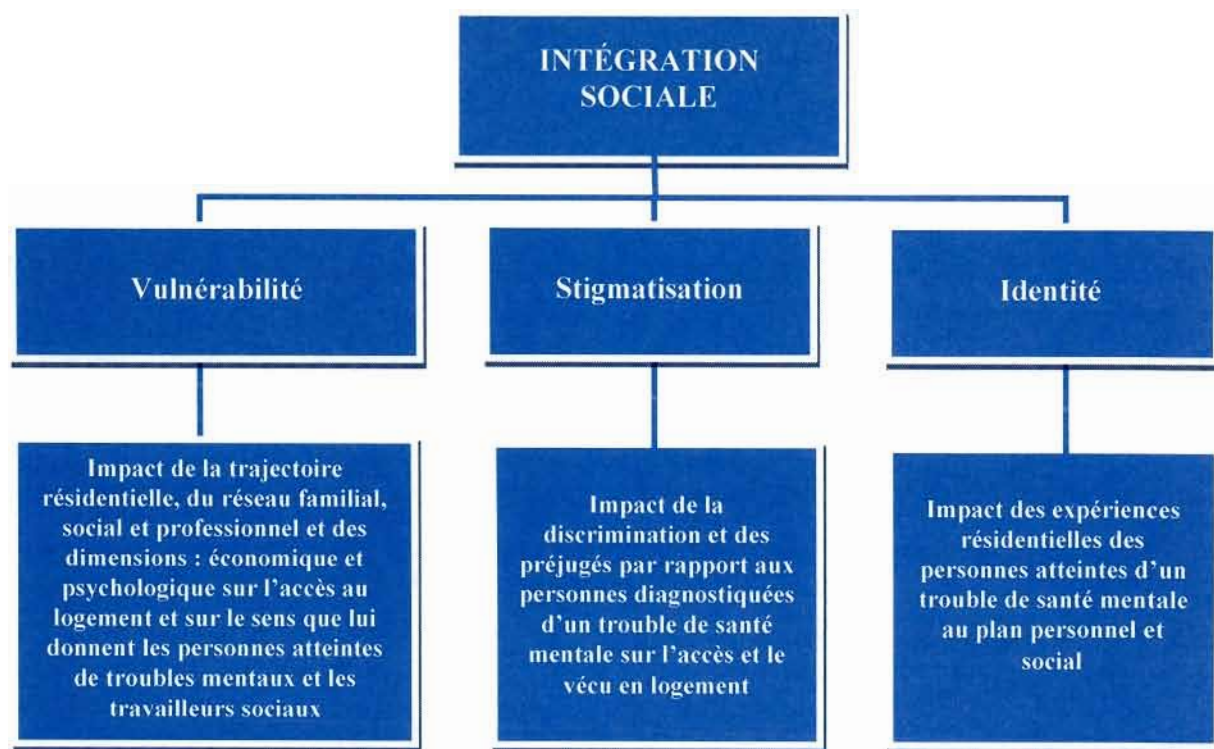 INTÉGRATION
SOCIALE
Vulnérabilité
Stigmatisation
Identité
Impact de la trajectoire
résidentielle, du réseau familial,
social et professionnel et des
dimensions : économique et
psychologique sur l'accès au
logement et sur le sens que lui
donnent les personnes atteintes
de troubles mentaux et les
travailleurs sociaux
Impact de la
discrimination et des
préjugés par rapport aux
personnes diagnostiquées
d'un trouble de santé
mentale sur l'accès et le
vécu en logement
Impact des expériences
résidentielles des
personnes atteintes d'un
trouble de santé mentale
au plan personnel et
social